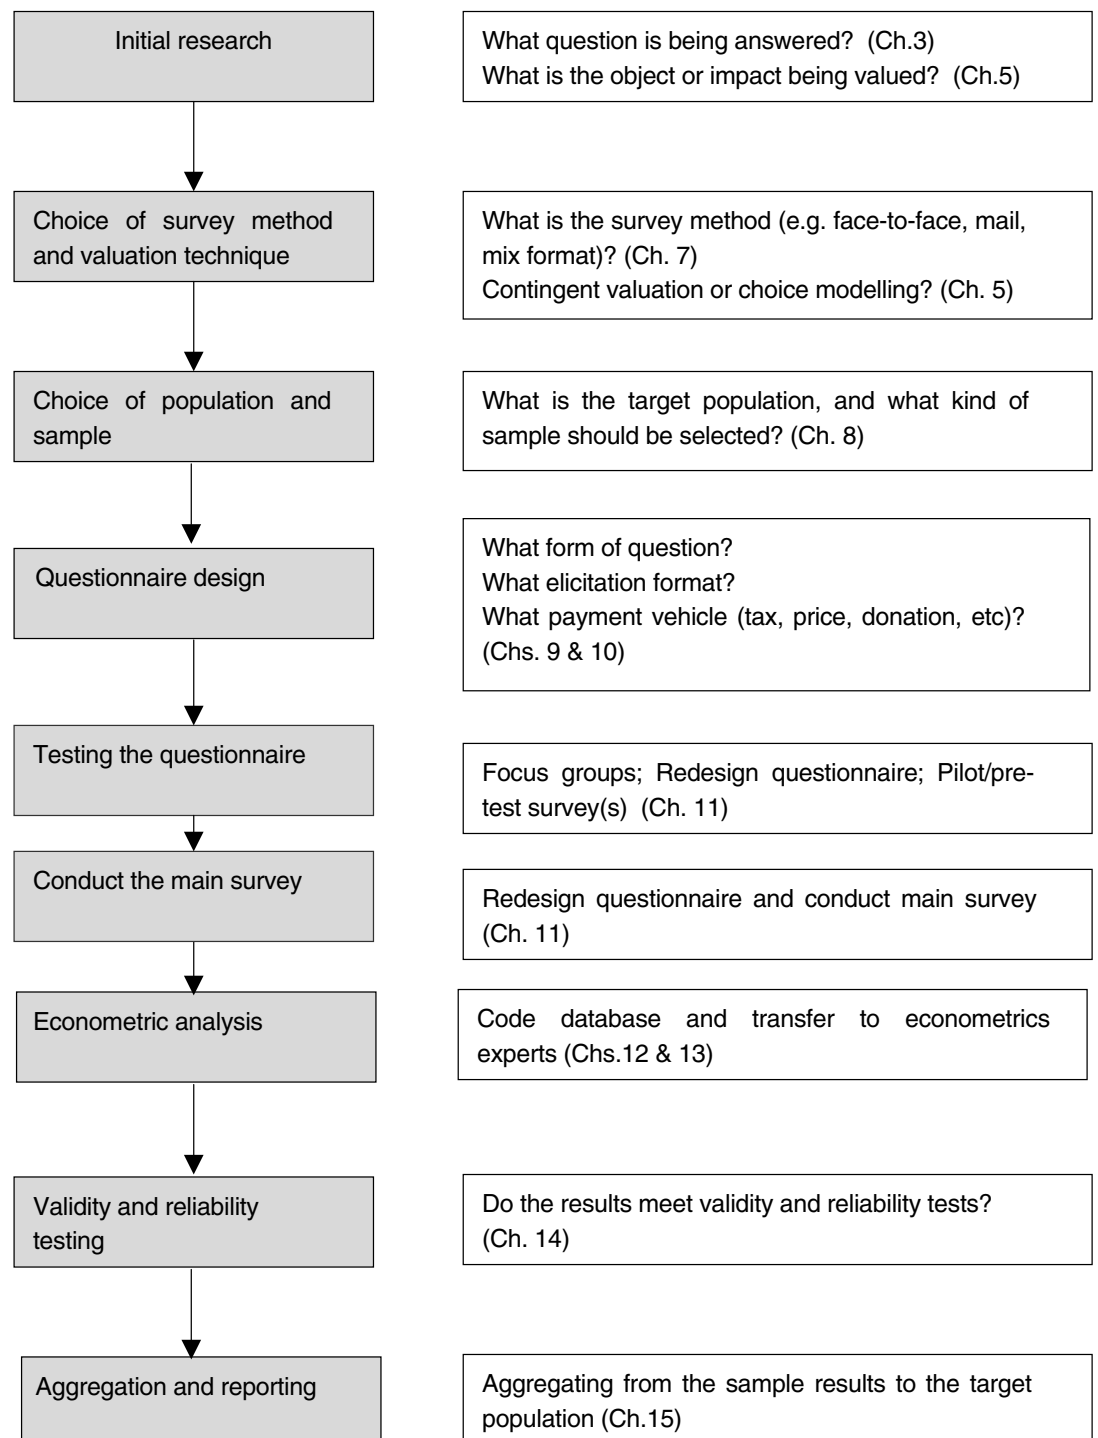 Initial research
What question is being answered?  (Ch.3)
What is the object or impact being valued?  (Ch.5)
Choice of survey method
and valuation technique
What is the survey method (e.g. face-to-face, mail,
mix format)? (Ch. 7)
Contingent valuation or choice modelling? (Ch. 5)
Choice of population and
sample
What is the target population, and what kind of
sample should be selected? (Ch. 8)
Questionnaire design
What form of question?
What elicitation format?
What payment vehicle (tax, price, donation, etc)?
(Chs. 9 & 10)
Testing the questionnaire
Focus groups; Redesign questionnaire; Pilot/pre-
test survey(s)  (Ch. 11)
Conduct the main survey
Redesign questionnaire and conduct main survey
(Ch. 11)
Econometric analysis
Code database and transfer to econometrics
experts (Chs.12 & 13)
Validity and reliability
testing
Do the results meet validity and reliability tests?
(Ch. 14)
Aggregation and reporting
Aggregating from the sample results to the target
population (Ch.15)